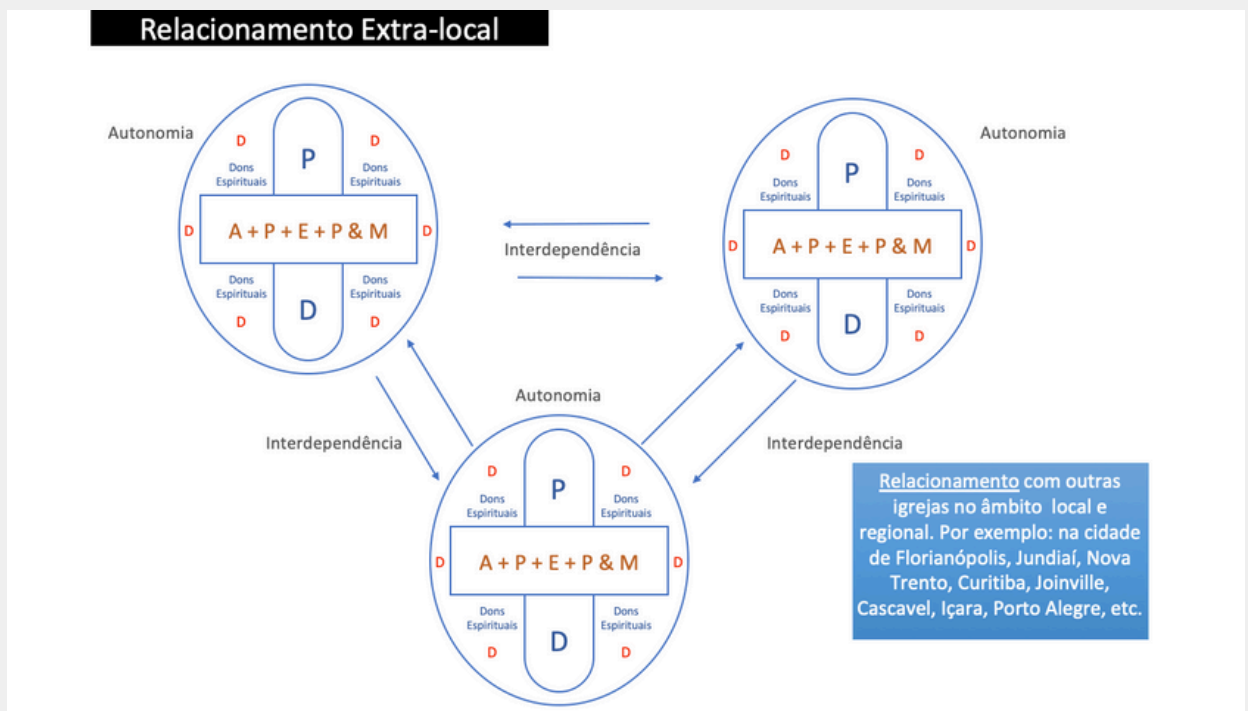 Relacionamento Extra-local
Autonomia
D
D
P
Dons
Espirituais
Dons
Espirituais
D
A + P + E + P & M
D
Dons
Espirituais
Dons
Espirituais
D
D
D
Interdependência
Autonomia
D
D
P
Dons
Espirituais
Dons
Espirituais
D
A + P + E + P & M
D
Dons
Espirituais
Dons
Espirituais
D
D
D
Interdependência
Interdependência
Autonomia
D
D
P
Dons
Espirituais
Dons
Espirituais
D
A + P + E + P & M
D
Dons
Espirituais
Dons
Espirituais
D
D
D
Relacionamento com outras
igrejas no âmbito local e
regional. Por exemplo: na cidade
de Florianópolis, Jundiaí, Nova
Trento, Curitiba, Joinville,
Cascavel, Içara, Porto Alegre, etc.